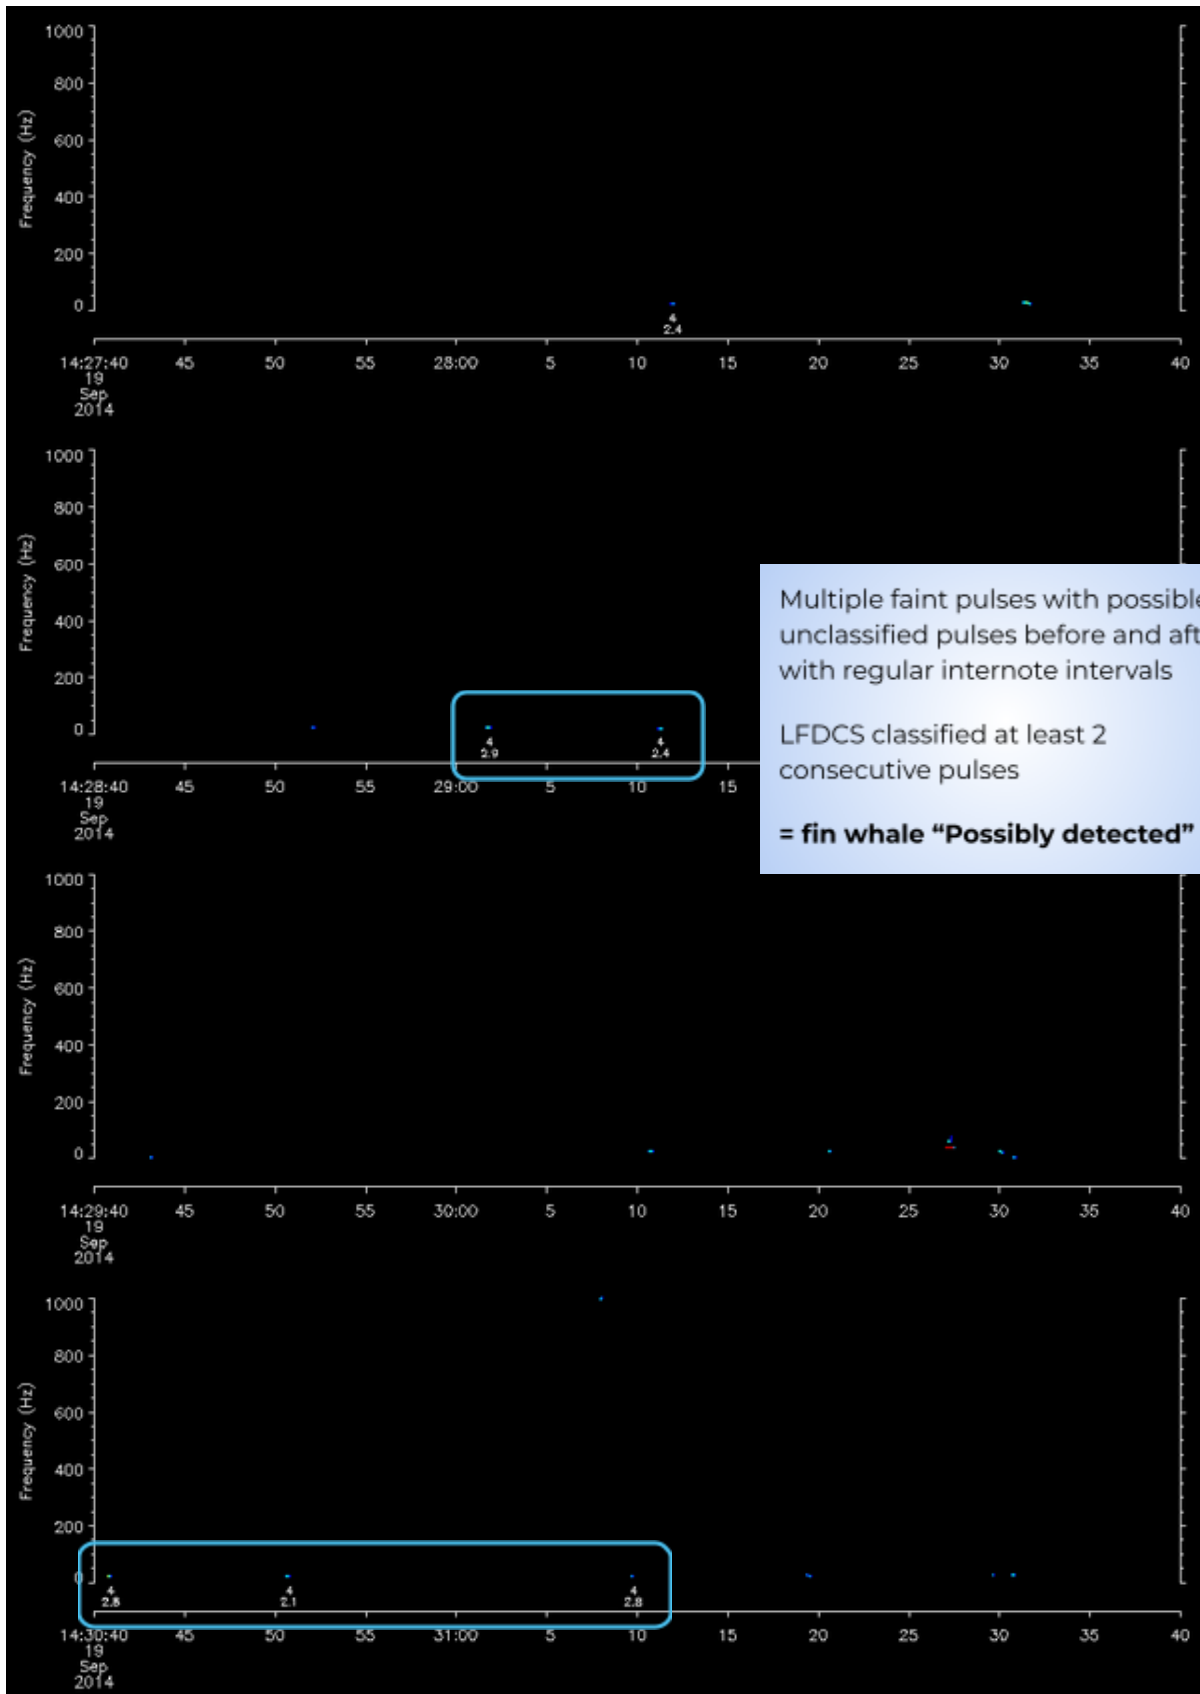 1000
800
600
400
200
0
Frequency (Hz)
4
2.4
14:27:40 45 50 55 28:00 5 10 15 20 25 30 35 40
19
Sep
2014
1000
800
600
400
200
0
Frequency (Hz)
4 4
2.9 2.4
14:28:40 45 50 55 29:00 5 10 15
19
Sep
2014
Multiple faint pulses with possible
unclassified pulses before and aft
with regular internote intervals
LFDCS classified at least 2
consecutive pulses
= fin whale “Possibly detected”
1000
800
600
400
200
0
Frequency (Hz)
14:29:40 45 50 55 30:00 5 10 15 20 25 30 35 40
19
Sep
2014
1000
800
600
400
200
0
Frequency (Hz)
4 4 4
2.8 2.1 2.8
14:30:40 45 50 55 31:00 5 10 15 20 25 30 35 40
19
Sep
2014